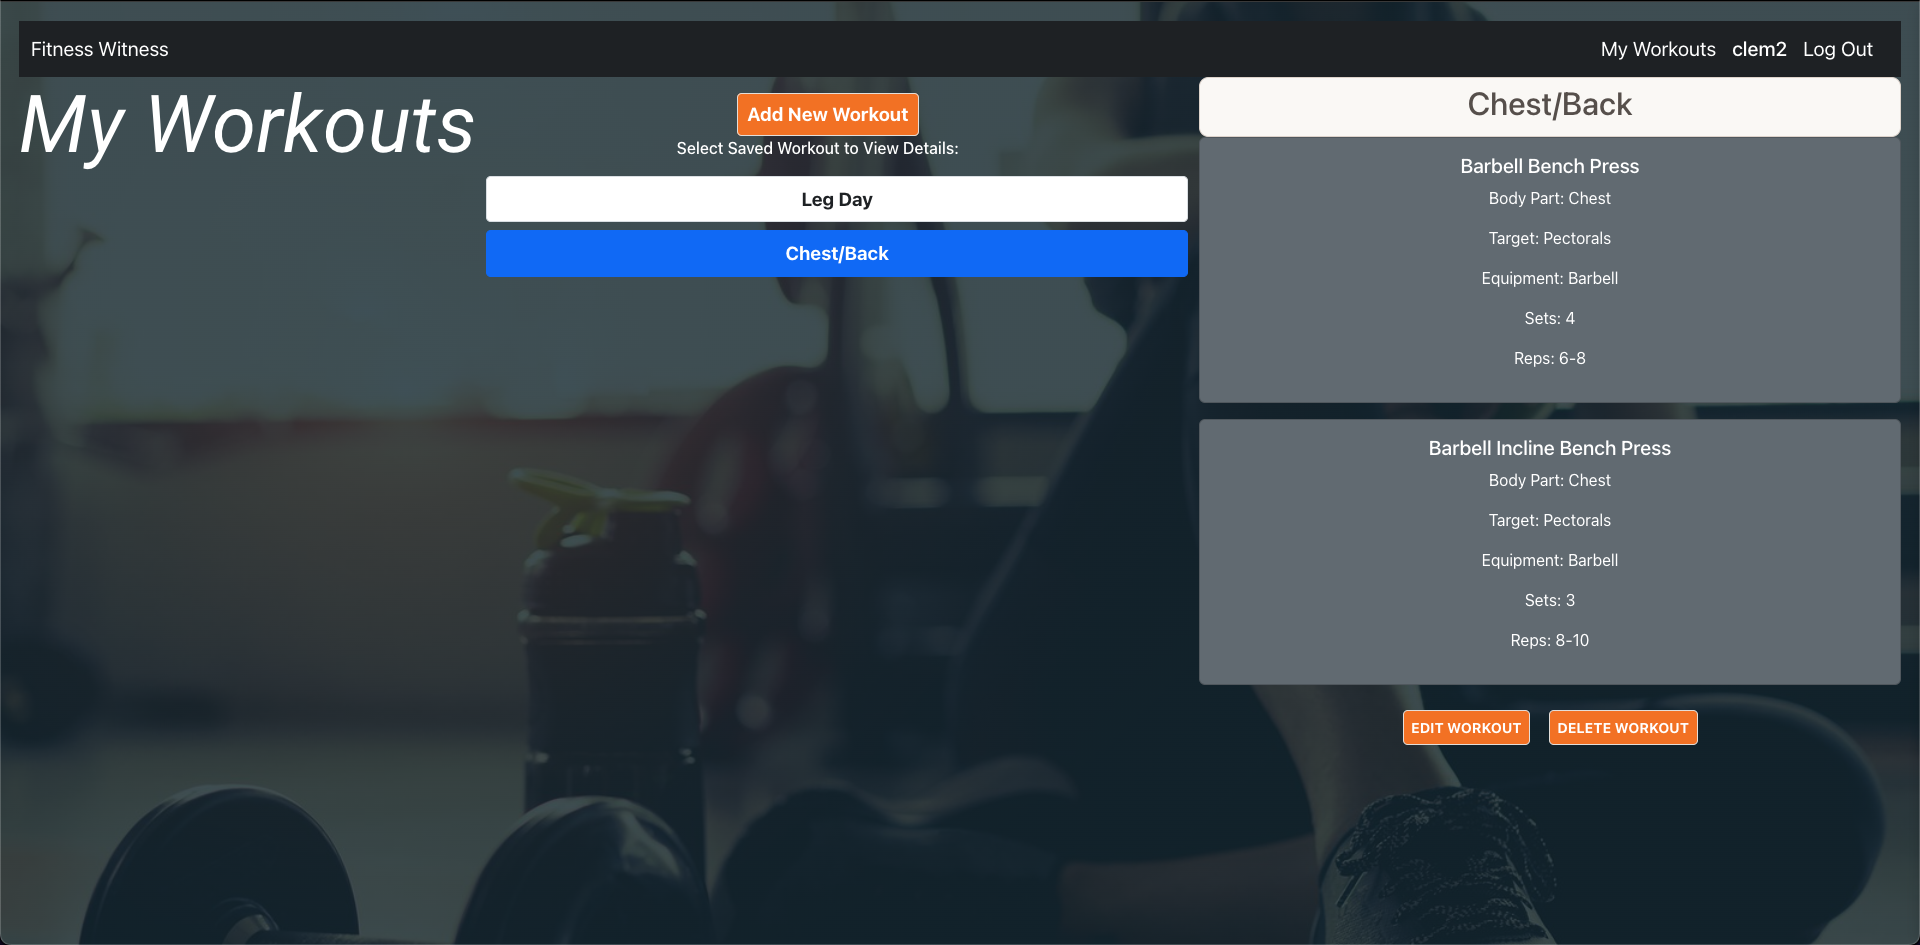 Fitness Witness
My Workouts clem2 Log Out
My Workouts
Add New Workout
Select Saved Workout to View Details:
Leg Day
Chest/Back
Chest/Back
Barbell Bench Press
Body Part: Chest
Target: Pectorals
Equipment: Barbell
Sets: 4
Reps: 6-8
Barbell Incline Bench Press
Body Part: Chest
Target: Pectorals
Equipment: Barbell
Sets: 3
Reps: 8-10
EDIT WORKOUT DELETE WORKOUT